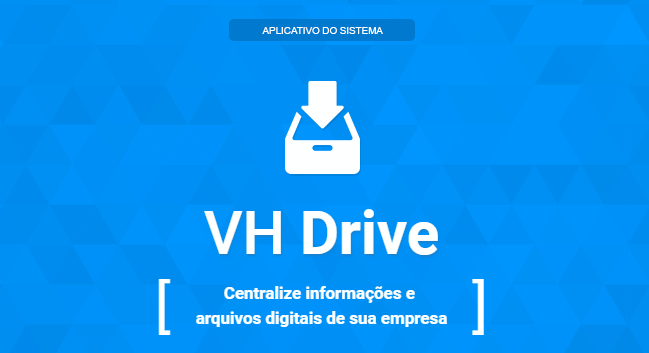 APLICATIVO DO SISTEMA
VH Drive
Centralize informações e
arquivos digitais de sua empresa